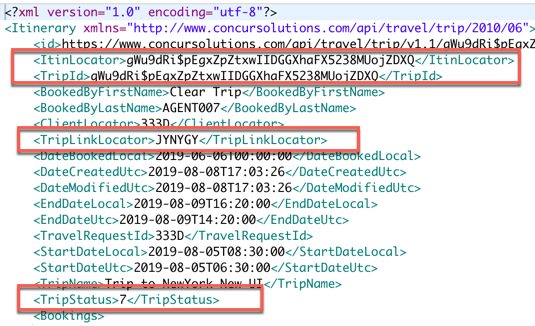 <?xml version="1.0" encoding="utf-8"?>
<Itinerary xmlns="http://www.concursolutions.com/api/travel/trip/2010/06">
<id>https://www.concursolutions.com/api/travel/trip/v1.1/gWu9dRi$pEgxZ
<ItinLocator>gWu9dRi$pEgxZpZtxwIIDGGXhaFX5238MUojZDXQ</ItinLocator>
<TripId>gWu9dRi$pEgxZpZtxwIIDGGXhaFX5238MUojZDXQ</TripId>
<BookedByFirstName>Clear Trip</BookedByFirstName>
<BookedByLastName>AGENT007</BookedByLastName>
<ClientLocator>333D</ClientLocator>
<TripLinkLocator>JYNYGY</TripLinkLocator>
<DateBookedLocal>2019-06-06T00:00:00</DateBookedLocal>
<DateCreatedUtc>2019-08-08T17:03:26</DateCreatedUtc>
<DateModifiedUtc>2019-08-08T17:03:26</DateModifiedUtc>
<EndDateLocal>2019-08-09T16:20:00</EndDateLocal>
<EndDateUtc>2019-08-09T14:20:00</EndDateUtc>
<TravelRequestId>333D</TravelRequestId>
<StartDateLocal>2019-08-05T08:30:00</StartDateLocal>
<StartDateUtc>2019-08-05T06:30:00</StartDateUtc>
<TripName>Trip to NewYork New UI</TripName>
<TripStatus>7</TripStatus>
<Bookings>